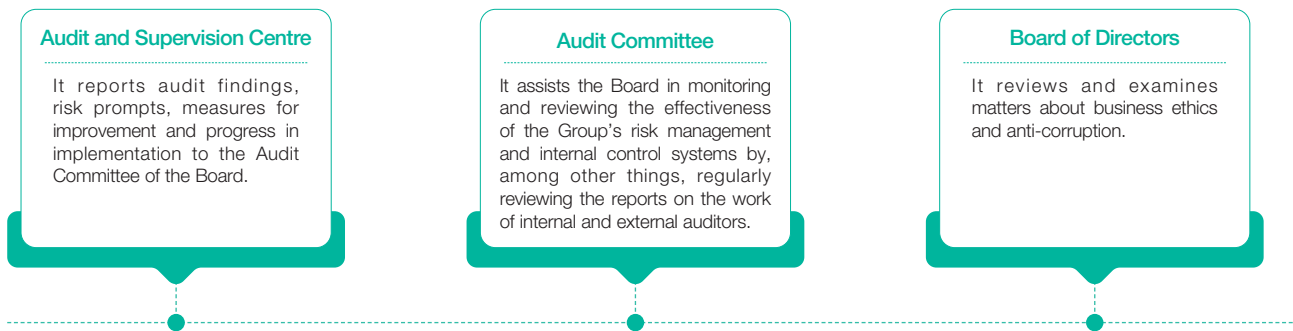 Audit and Supervision Centre
It reports audit findings,
risk prompts, measures for
improvement and progress in
implementation to the Audit
Committee of the Board.
Audit Committee
It assists the Board in monitoring
and reviewing the effectiveness
of the Group's risk management
and internal control systems by,
among other things, regularly
reviewing the reports on the work
of internal and external auditors.
Board of Directors
It reviews and examines
matters about business ethics
and anti-corruption.